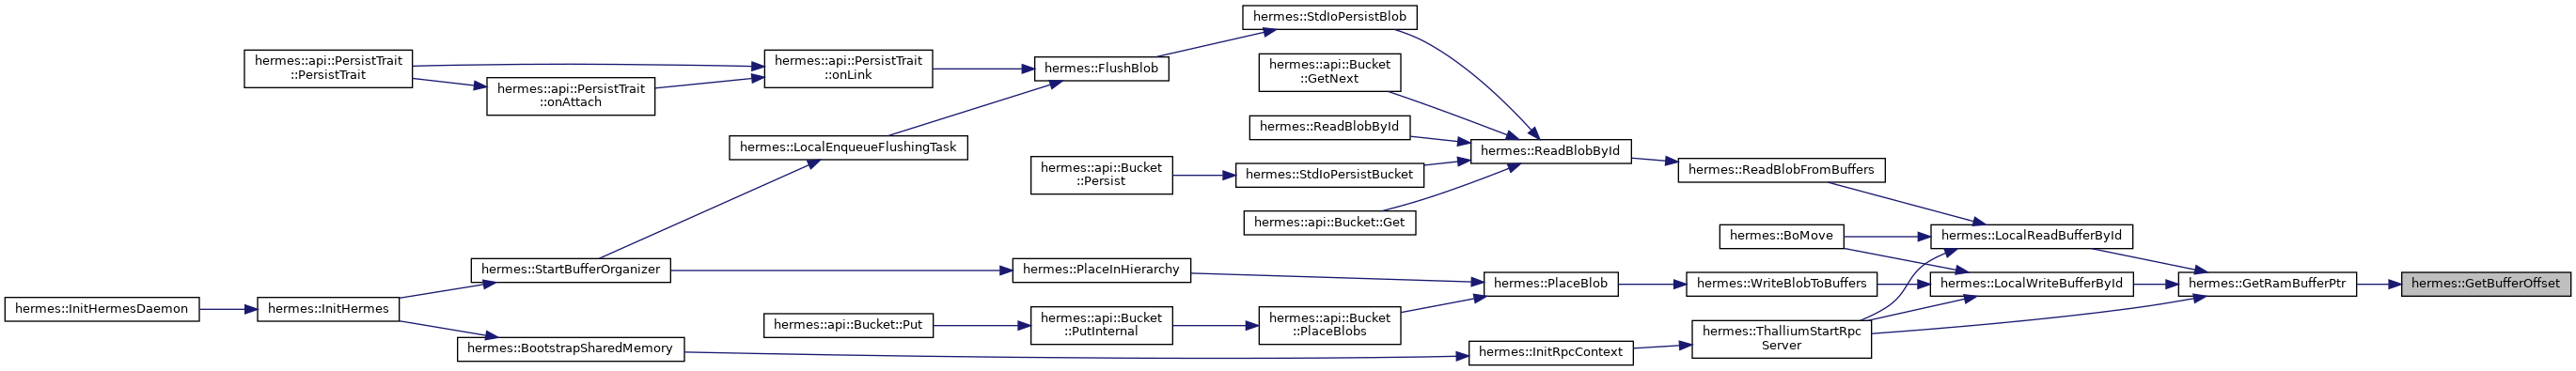 hermes::StdIoPersistBlob
hermes::api::PersistTrait
::PersistTrait
hermes::api::PersistTrait
::onLink
hermes::FlushBlob
hermes::api::Bucket
::GetNext
hermes::api::PersistTrait
::onAttach
hermes::ReadBlobById
hermes::LocalEnqueueFlushingTask
hermes::ReadBlobById
hermes::api::Bucket
::Persist
hermes::StdIoPersistBucket
hermes::ReadBlobFromBuffers
hermes::api::Bucket::Get
hermes::BoMove
hermes::LocalReadBufferById
hermes::StartBufferOrganizer
hermes::PlaceInHierarchy
hermes::PlaceBlob
hermes::WriteBlobToBuffers
hermes::LocalWriteBufferById
hermes::GetRamBufferPtr
hermes::GetBufferOffset
hermes::InitHermesDaemon
hermes::InitHermes
hermes::api::Bucket::Put
hermes::api::Bucket
::PutInternal
hermes::api::Bucket
::PlaceBlobs
hermes::ThalliumStartRpc
Server
hermes::BootstrapSharedMemory
hermes::InitRpcContext